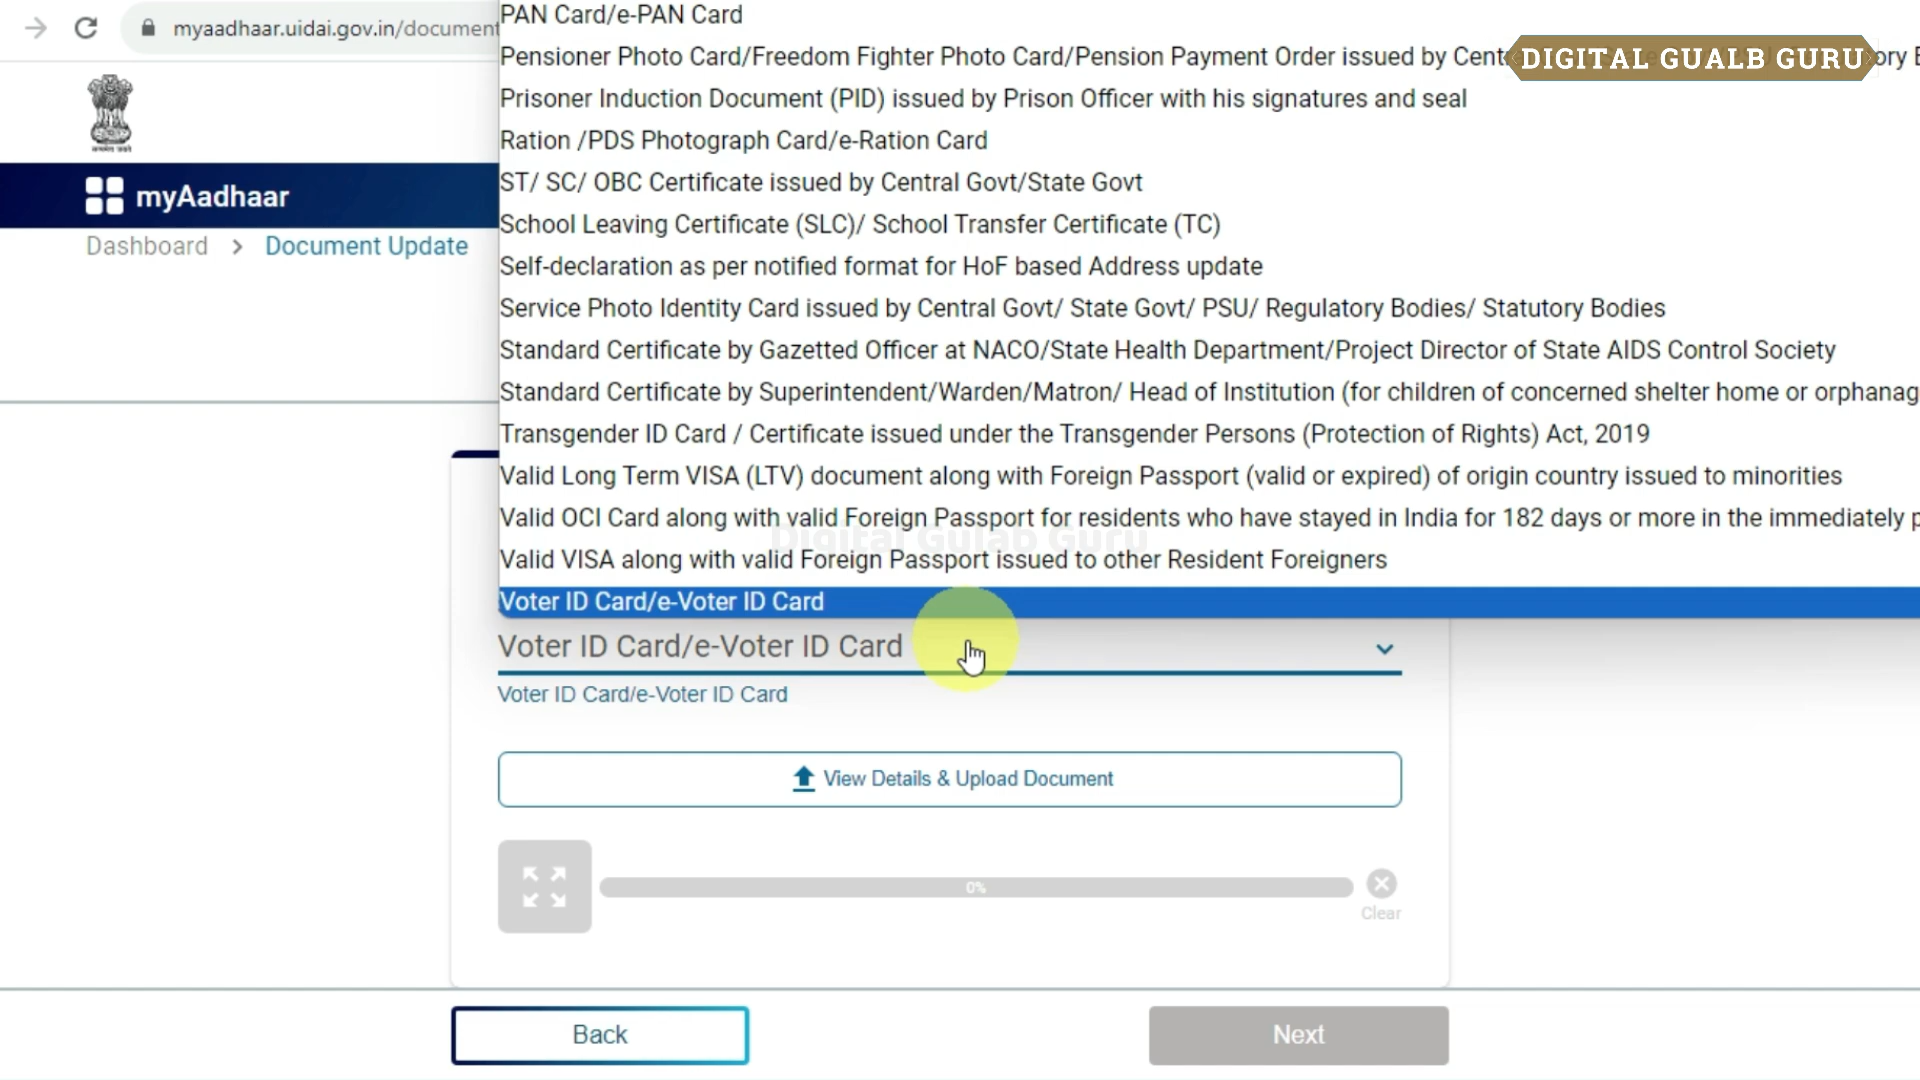 myaadhaar.uidai.gov.in/document
PAN Card/e-PAN Card
Pensioner Photo Card/Freedom Fighter Photo Card/Pension Payment Order issued by
DIGITAL GUALB GURU
Prisoner Induction Document (PID) issued by Prison Officer with his signatures and seal
Ration /PDS Photograph Card/e-Ration Card
ST/ SC/ OBC Certificate issued by Central Govt/State Govt
School Leaving Certificate (SLC)/ School Transfer Certificate (TC)
Self-declaration as per notified format for HoF based Address update
Service Photo Identity Card issued by Central Govt/ State Govt/ PSU/ Regulatory Bodies/ Statutory Bodies
Standard Certificate by Gazetted Officer at NACO/State Health Department/Project Director of State AIDS Control Society
Standard Certificate by Superintendent/Warden/Matron/ Head of Institution (for children of concerned shelter home or orphanag
Transgender ID Card / Certificate issued under the Transgender Persons (Protection of Rights) Act, 2019
Valid Long Term VISA (LTV) document along with Foreign Passport (valid or expired) of origin country issued to minorities
Valid OCI Card along with valid Foreign Passport for residents who have stayed in India for 182 days or more in the immediately p
Digital Gulab Guru
Valid VISA along with valid Foreign Passport issued to other Resident Foreigners
Voter ID Card/e-Voter ID Card
myAadhaar
Dashboard > Document Update
Voter ID Card/e-Voter ID Card
Voter ID Card/e-Voter ID Card
View Details & Upload Document
0%
Clear
Back
Next